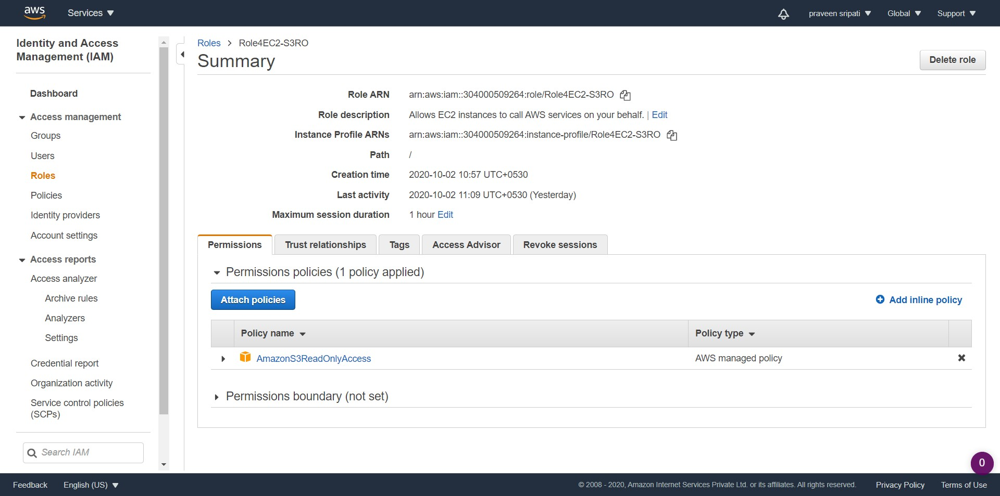 aws
Services
praveen sripati
Global
Support
Identity and Access
Management (IAM)
Dashboard
Access management
Groups
Users
Roles
Policies
Identity providers
Account settings
Access reports
Access analyzer
Archive rules
Analyzers
Settings
Credential report
Organization activity
Service control policies
(SCPs)
Search IAM
Roles > Role4EC2-S3RO
Summary
Delete role
Role ARN arn:aws:iam::304000509264:role/Role4EC2-S3RO
Role description Allows EC2 instances to call AWS services on your behalf. | Edit
Instance Profile ARNs arn:aws:iam::304000509264:instance-profile/Role4EC2-S3RO
Path /
Creation time 2020-10-02 10:57 UTC+0530
Last activity 2020-10-02 11:09 UTC+0530 (Yesterday)
Maximum session duration 1 hour Edit
Permissions
Trust relationships
Tags
Access Advisor
Revoke sessions
Permissions policies (1 policy applied)
Attach policies
Add inline policy
Policy name
Policy type
AmazonS3ReadOnlyAccess
AWS managed policy
Permissions boundary (not set)
0
Feedback
English (US)
© 2008 - 2020, Amazon Internet Services Private Ltd. or its affiliates. All rights reserved.
Privacy Policy
Terms of Use